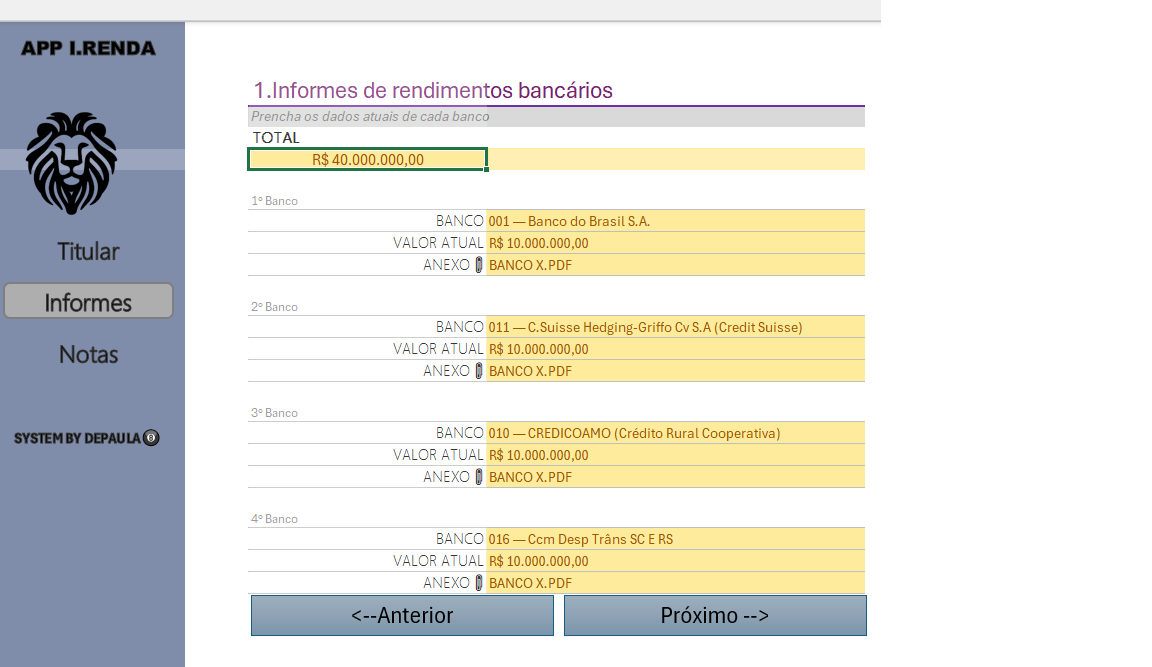 APP I.RENDA
Titular
Informes
Notas
SYSTEM BY DEPAULA
1.Informes de rendimentos bancários
Prencha os dados atuais de cada banco
TOTAL
R$ 40.000.000,00
1º Banco
BANCO 001 — Banco do Brasil S.A.
VALOR ATUAL R$ 10.000.000,00
ANEXO BANCO X.PDF
2º Banco
BANCO 011 — C.Suisse Hedging-Griffo Cv S.A (Credit Suisse)
VALOR ATUAL R$ 10.000.000,00
ANEXO BANCO X.PDF
3º Banco
BANCO 010 — CREDICOAMO (Crédito Rural Cooperativa)
VALOR ATUAL R$ 10.000.000,00
ANEXO BANCO X.PDF
4º Banco
BANCO 016 — Ccm Desp Trâns SC E RS
VALOR ATUAL R$ 10.000.000,00
ANEXO BANCO X.PDF
<--Anterior
Próximo -->